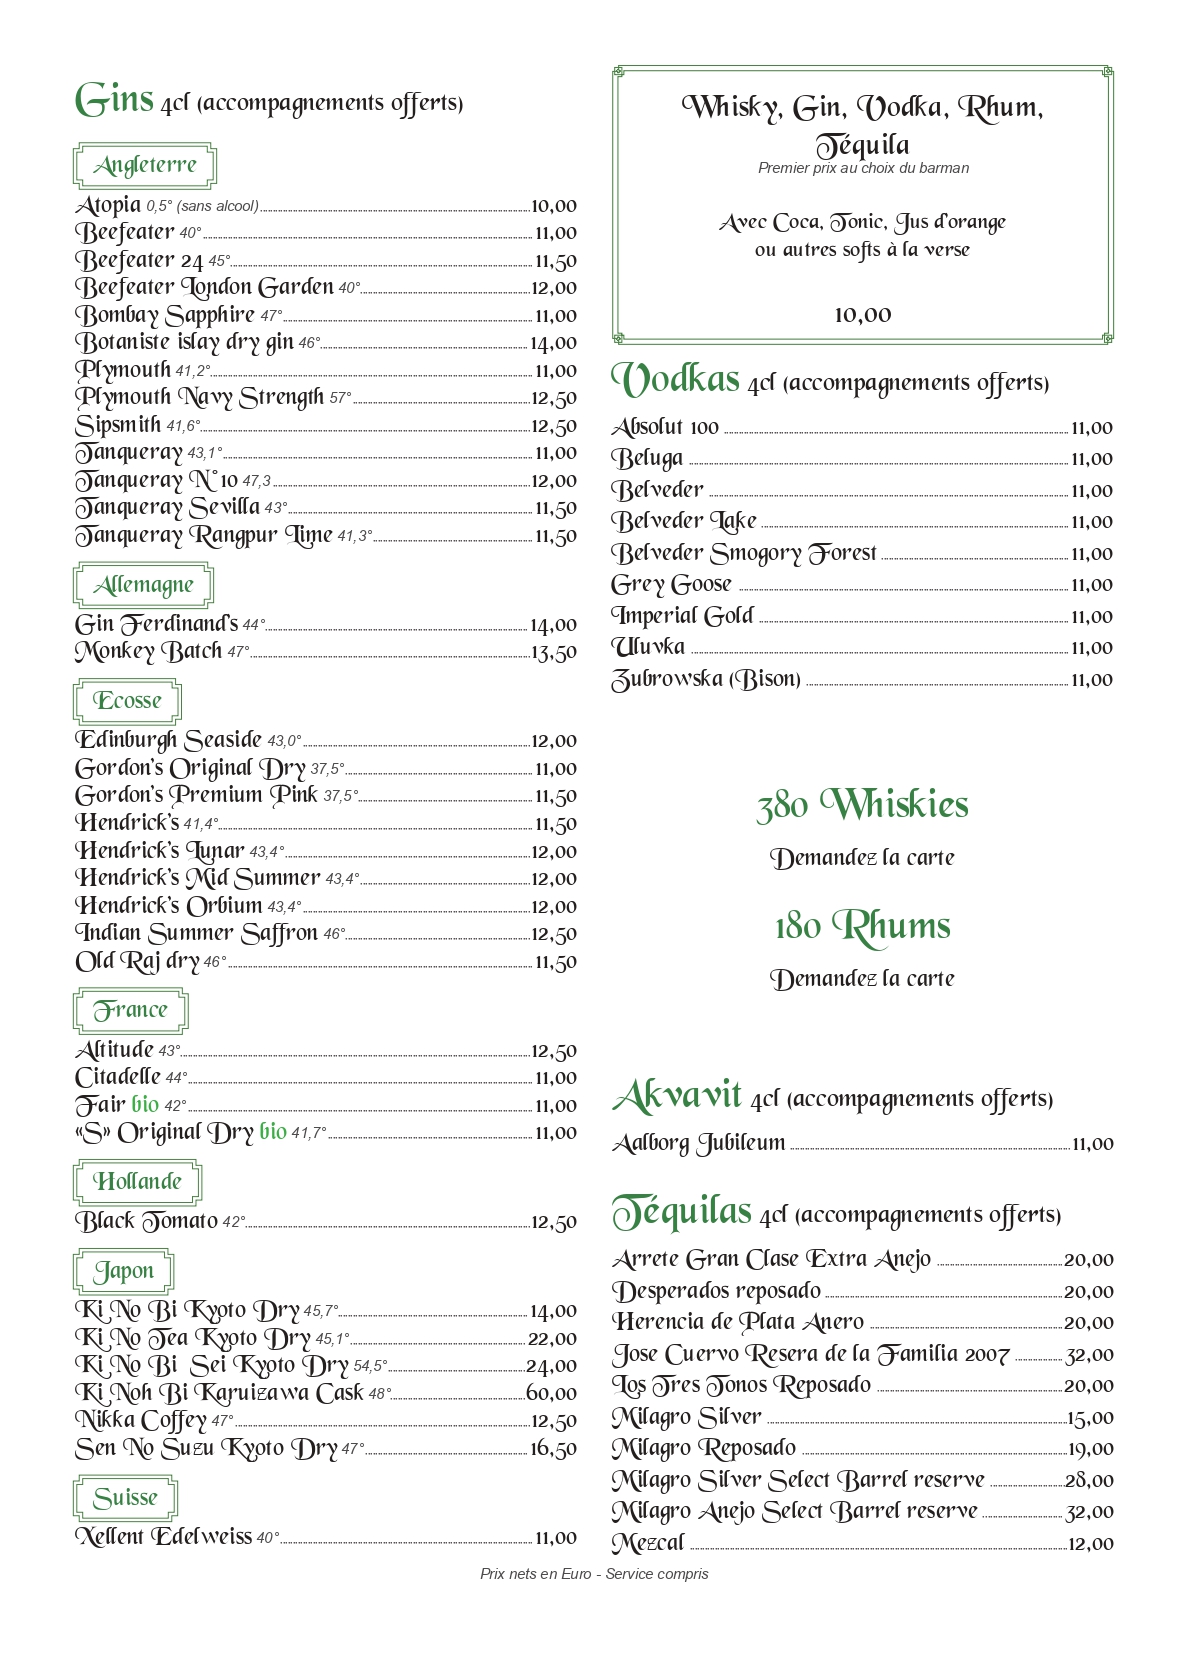 Gins 4cl (accompagnements offerts)
Angleterre
Atopia 0,5° (sans alcool) 10,00
Beefeater 40° 11,00
Beefeater 24 45° 11,50
Beefeater London Garden 40° 12,00
Bombay Sapphire 47° 11,00
Botaniste islay dry gin 46° 14,00
Plymouth 41,2° 11,00
Plymouth Navy Strength 57° 12,50
Sipsmith 41,6° 12,50
Tanqueray 43,1° 11,00
Tanqueray N°10 47,3 12,00
Tanqueray Sevilla 43° 11,50
Tanqueray Rangpur Lime 41,3° 11,50
Allemagne
Gin Ferdinand's 44° 14,00
Monkey Batch 47° 13,50
Ecosse
Edinburgh Seaside 43,0° 12,00
Gordon's Original Dry 37,5° 11,00
Gordon's Premium Pink 37,5° 11,50
Hendrick's 41,4° 11,50
Hendrick's Lunar 43,4° 12,00
Hendrick's Mid Summer 43,4° 12,00
Hendrick's Orbium 43,4° 12,00
Indian Summer Saffron 46° 12,50
Old Raj dry 46° 11,50
France
Altitude 43° 12,50
Citadelle 44° 11,00
Fair bio 42° 11,00
«S» Original Dry bio 41,7° 11,00
Hollande
Black Tomato 42° 12,50
Japon
Ki No Bi Kyoto Dry 45,7° 14,00
Ki No Tea Kyoto Dry 45,1° 22,00
Ki No Bi Sei Kyoto Dry 54,5° 24,00
Ki Noh Bi Karuizawa Cask 48° 60,00
Nikka Coffey 47° 12,50
Sen No Suzu Kyoto Dry 47° 16,50
Suisse
Xellent Edelweiss 40° 11,00
Whisky, Gin, Vodka, Rhum,
Téquila
Premier prix au choix du barman
Avec Coca, Tonic, Jus d'orange
ou autres softs à la verse
10,00
Vodkas 4cl (accompagnements offerts)
Absolut 100 11,00
Beluga 11,00
Belveder 11,00
Belveder Lake 11,00
Belveder Smogory Forest 11,00
Grey Goose 11,00
Imperial Gold 11,00
Uluvka 11,00
Zubrowska (Bison) 11,00
380 Whiskies
Demandez la carte
180 Rhums
Demandez la carte
Akvavit 4cl (accompagnements offerts)
Aalborg Jubileum 11,00
Téquilas 4cl (accompagnements offerts)
Arrete Gran Clase Extra Anejo 20,00
Desperados reposado 20,00
Herencia de Plata Anero 20,00
Jose Cuervo Resera de la Familia 2007 32,00
Los Tres Tonos Reposado 20,00
Milagro Silver 15,00
Milagro Reposado 19,00
Milagro Silver Select Barrel reserve 28,00
Milagro Anejo Select Barrel reserve 32,00
Mezcal 12,00
Prix nets en Euro - Service compris